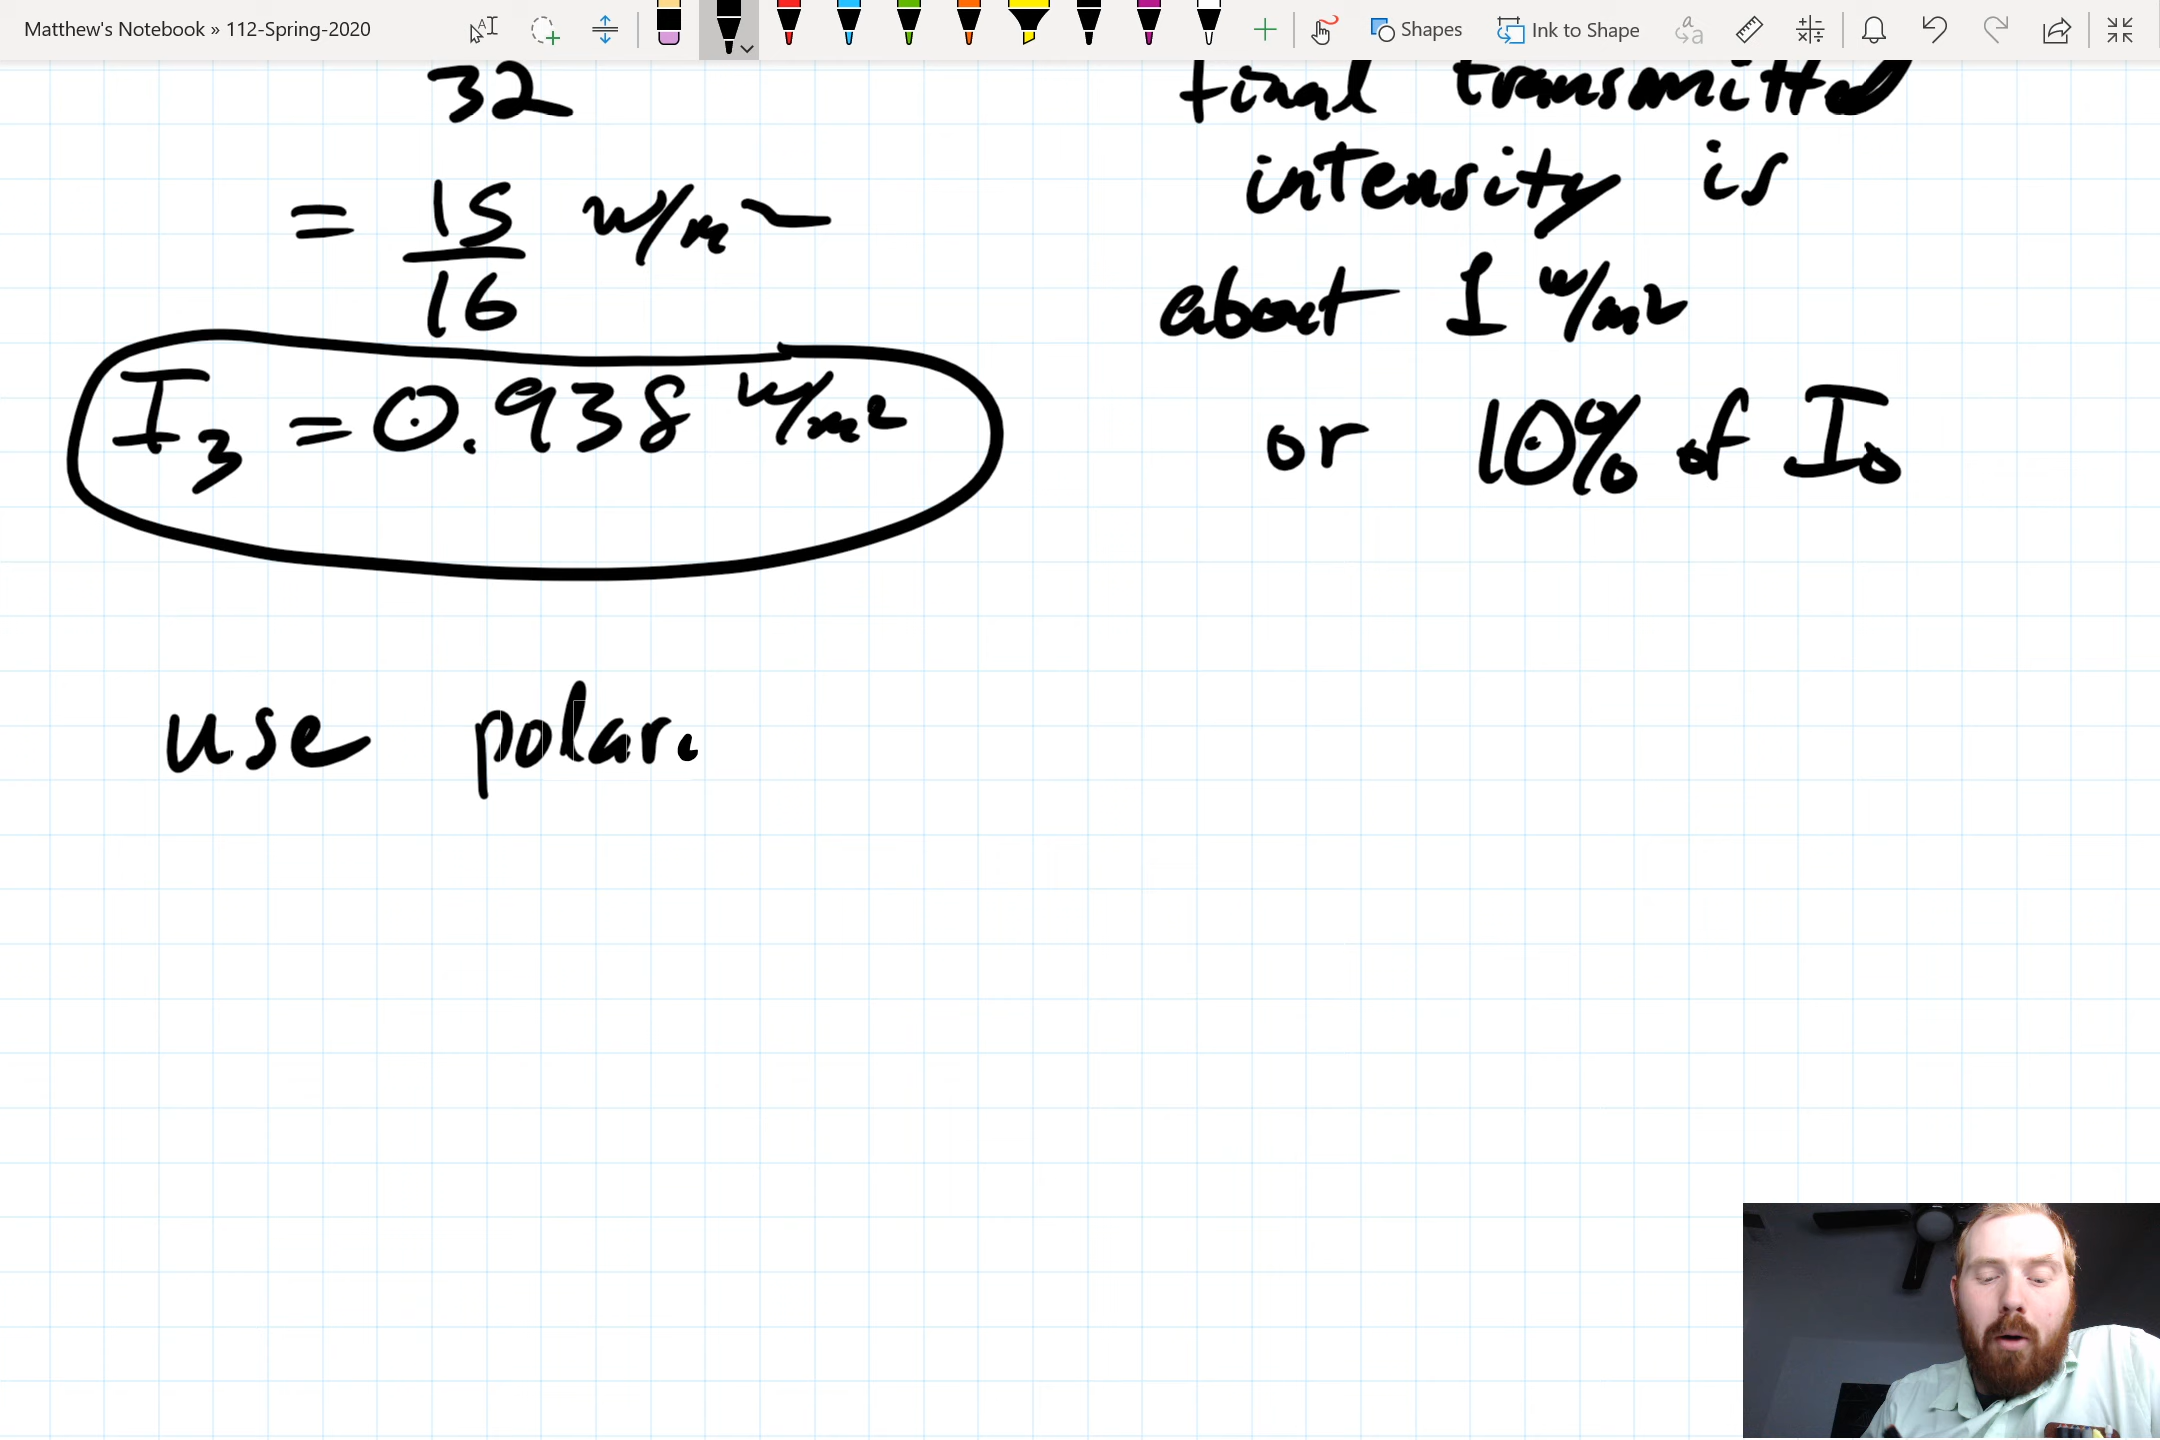 Matthew's Notebook » 112-Spring-2020
Shapes
Ink to Shape
32
= 15/16 W/m²
I₃ = 0.938 W/m²
final transmitted
intensity is
about 1 W/m²
or 10% of I₀
use polar